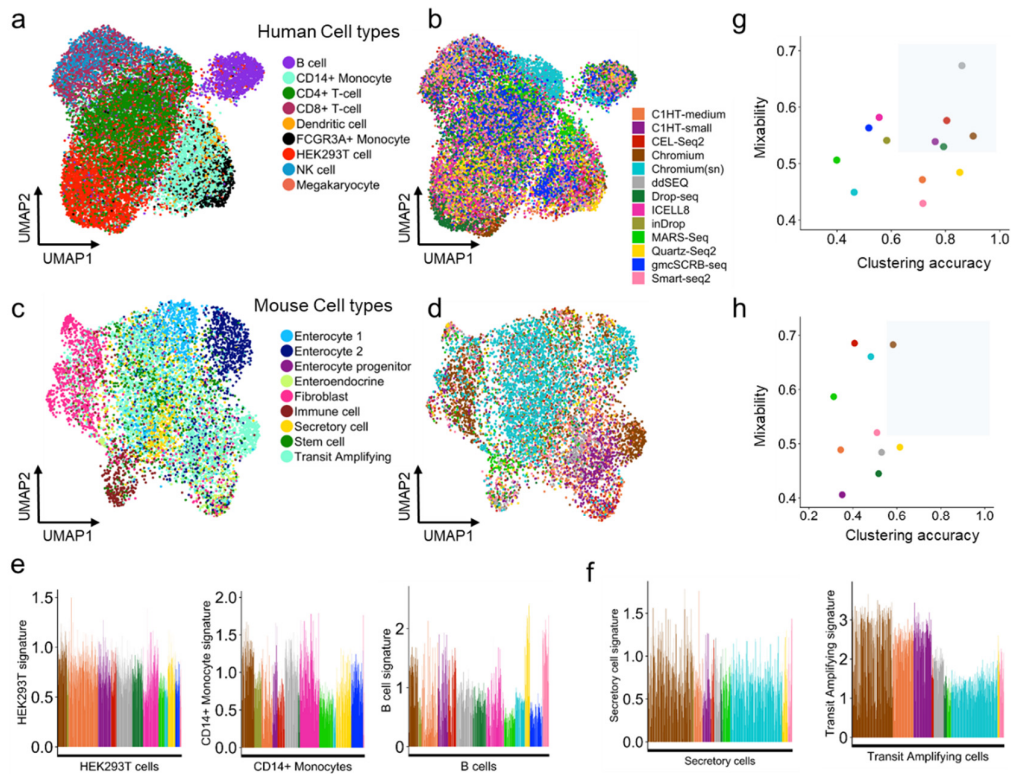 a
Human Cell types
B cell
CD14+ Monocyte
CD4+ T-cell
CD8+ T-cell
Dendritic cell
FCGR3A+ Monocyte
HEK293T cell
NK cell
Megakaryocyte
UMAP2
UMAP1
b
C1HT-medium
C1HT-small
CEL-Seq2
Chromium
Chromium(sn)
ddSEQ
Drop-seq
ICELL8
inDrop
MARS-Seq
Quartz-Seq2
gmcSCRB-seq
Smart-seq2
UMAP2
UMAP1
g
Mixability
0.7
0.6
0.5
0.4
0.4
0.6
0.8
1.0
Clustering accuracy
c
Mouse Cell types
Enterocyte 1
Enterocyte 2
Enterocyte progenitor
Enteroendocrine
Fibroblast
Immune cell
Secretory cell
Stem cell
Transit Amplifying
UMAP2
UMAP1
d
UMAP2
UMAP1
h
Mixability
0.7
0.6
0.5
0.4
0.2
0.4
0.6
0.8
1.0
Clustering accuracy
e
HEK293T signature
1.5
1.0
0.5
0.0
HEK293T cells
CD14+ Monocyte signature
2.0
1.5
1.0
0.5
0.0
CD14+ Monocytes
B cell signature
2
1
0
B cells
f
Secretory cell signature
1.5
1.0
0.5
0.0
Secretory cells
Transit Amplifying signature
3
2
1
0
Transit Amplifying cells